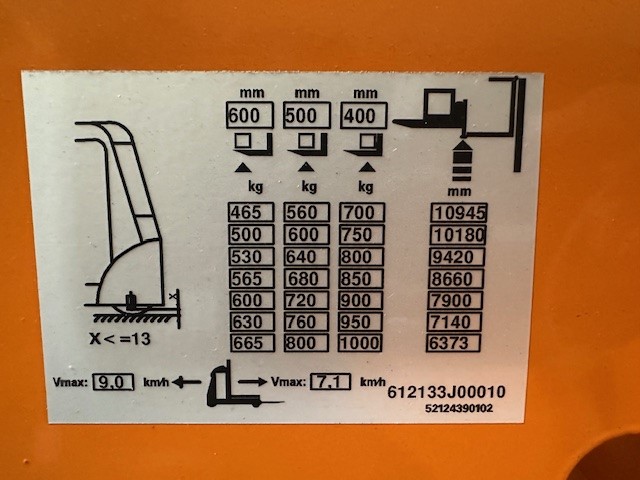 mm mm mm
600 500 400
kg kg kg mm
465 560 700 10945
500 600 750 10180
530 640 800 9420
565 680 850 8660
600 720 900 7900
630 760 950 7140
665 800 1000 6373
x
X<=13
Vmax: 9,0 km/h Vmax: 7,1 km/h
612133J00010
52124390102